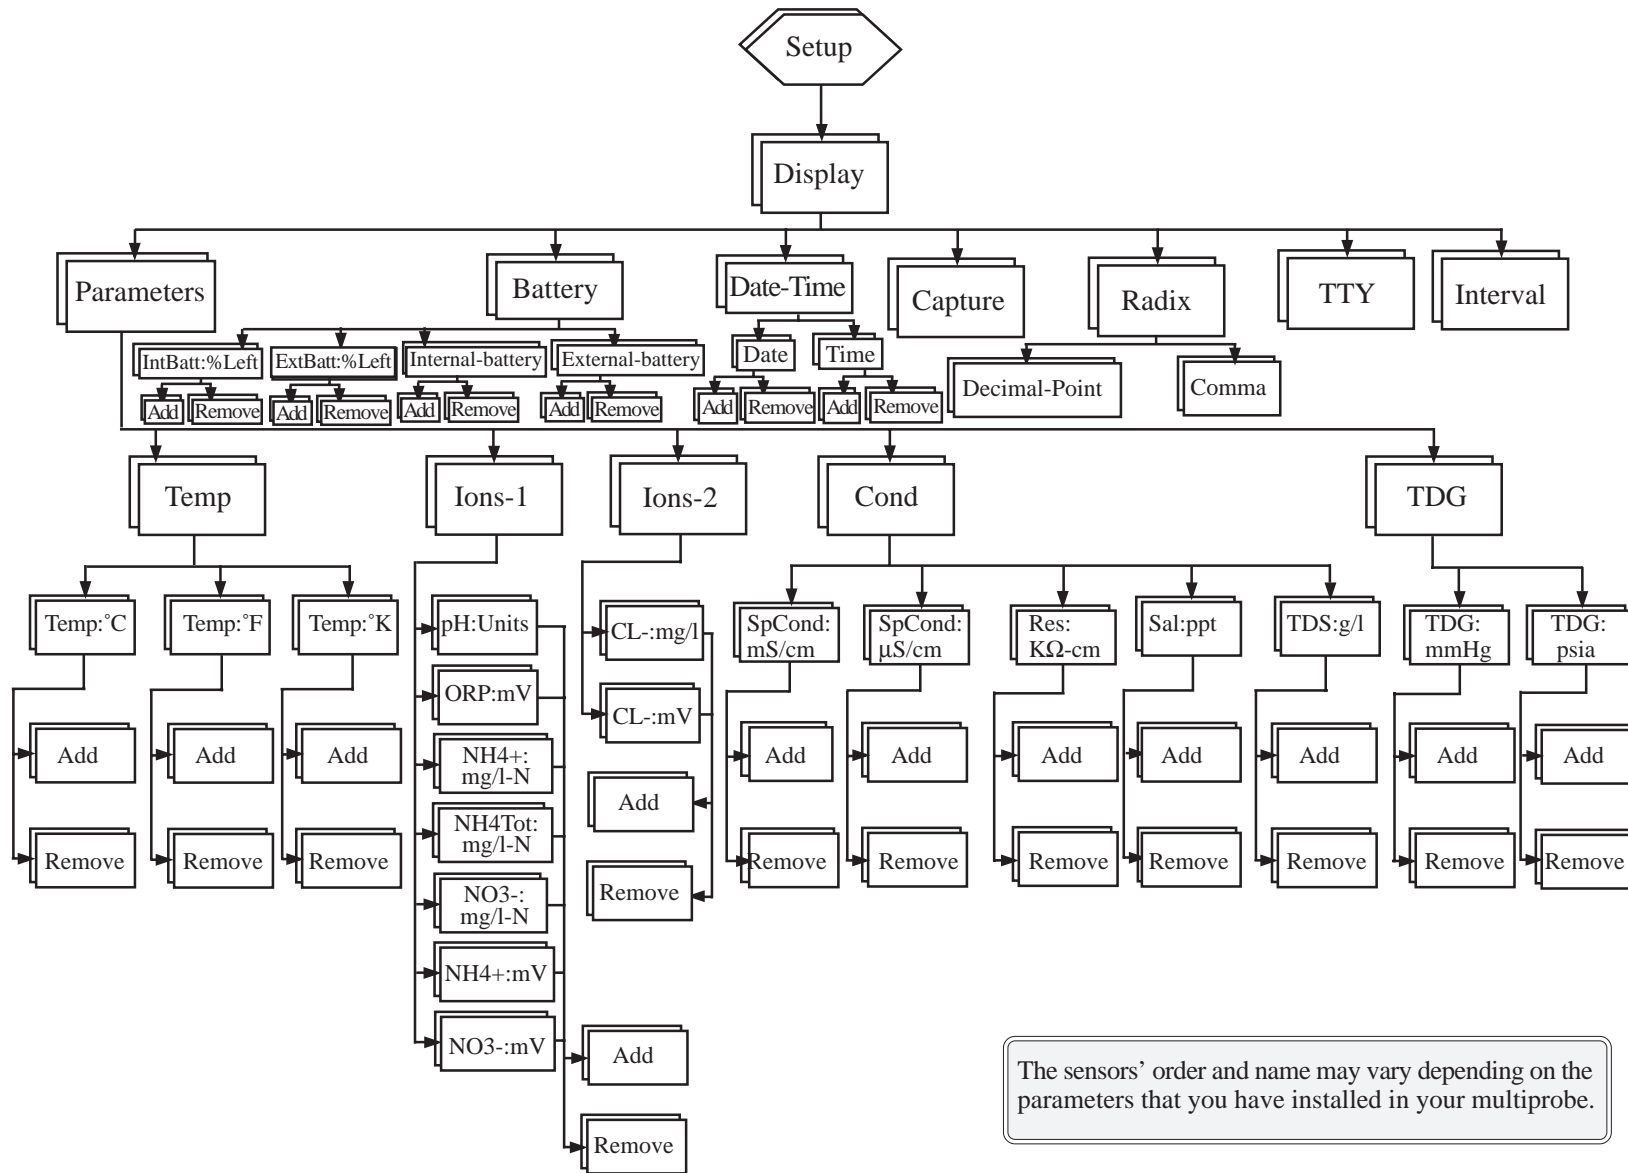 Setup
Display
Parameters
Battery
Date-Time
Capture
Radix
TTY
Interval
IntBatt:%Left
ExtBatt:%Left
Internal-battery
External-battery
Date
Time
Decimal-Point
Comma
Add
Remove
Add
Remove
Add
Remove
Add
Remove
Add
Remove
Add
Remove
Temp
Ions-1
Ions-2
Cond
TDG
Temp:˚C
Temp:˚F
Temp:˚K
pH:Units
CL-:mg/l
SpCond:
mS/cm
SpCond:
µS/cm
Res:
KΩ-cm
Sal:ppt
TDS:g/l
TDG:
mmHg
TDG:
psia
ORP:mV
CL-:mV
Add
Add
Add
NH4+:
mg/l-N
Add
Add
Add
Add
Add
Add
Add
Add
NH4Tot:
mg/l-N
Remove
Remove
Remove
Remove
Remove
Remove
Remove
Remove
Remove
Remove
Remove
NO3-:
mg/l-N
NH4+:mV
NO3-:mV
Add
Remove
The sensors’ order and name may vary depending on the
parameters that you have installed in your multiprobe.